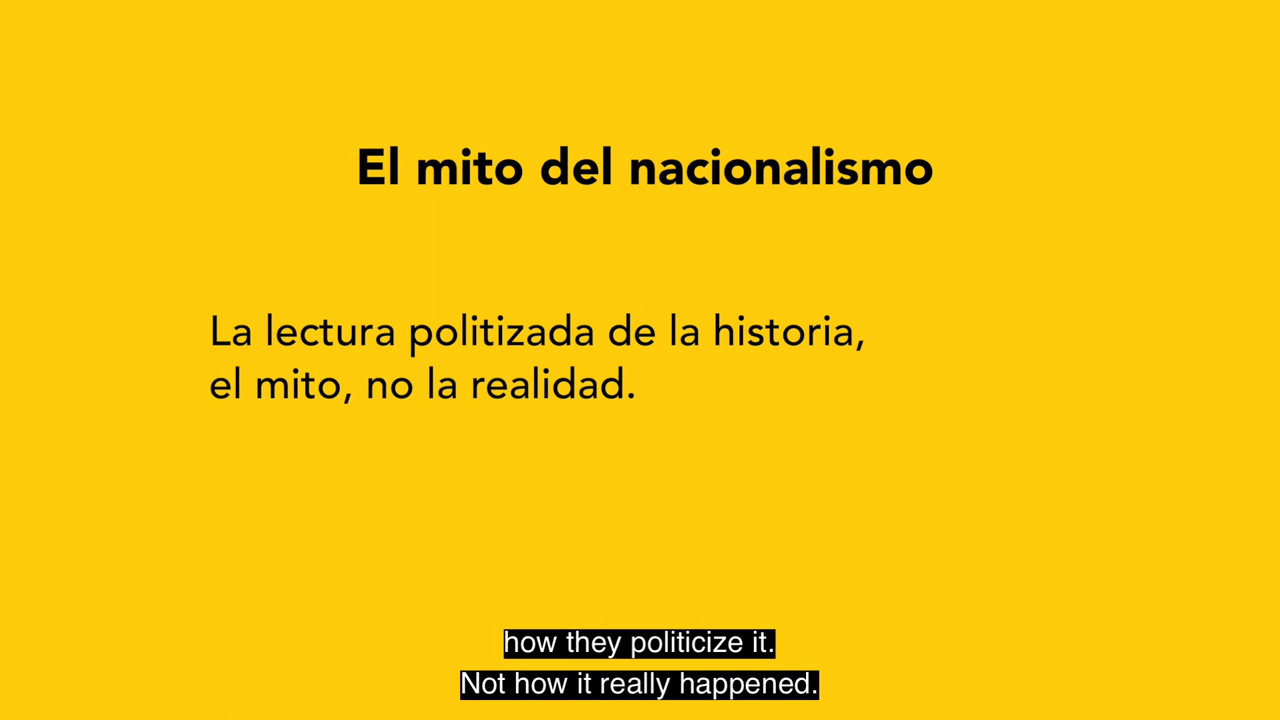 El mito del nacionalismo
La lectura politizada de la historia,
el mito, no la realidad.
how they politicize it.
Not how it really happened.